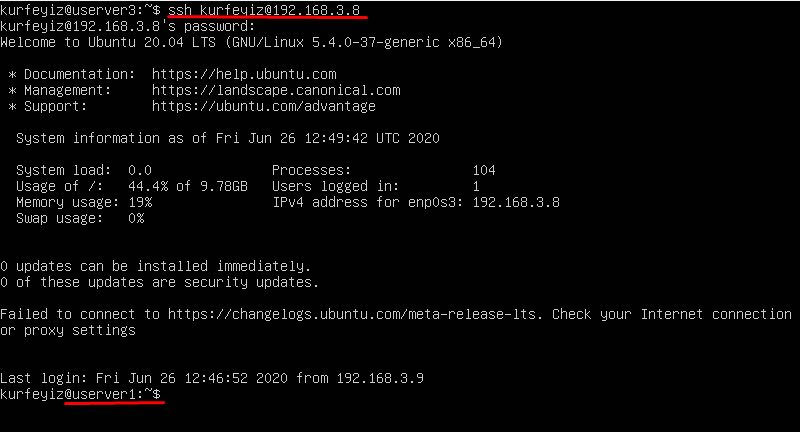 kurfeyiz@userver3:~$ ssh kurfeyiz@192.168.3.8
kurfeyiz@192.168.3.8's password:
Welcome to Ubuntu 20.04 LTS (GNU/Linux 5.4.0-37-generic x86_64)
* Documentation:  https://help.ubuntu.com
* Management:     https://landscape.canonical.com
* Support:        https://ubuntu.com/advantage
System information as of Fri Jun 26 12:49:42 UTC 2020
System load:  0.0               Processes:               104
Usage of /:   44.4% of 9.78GB   Users logged in:         1
Memory usage: 19%               IPv4 address for enp0s3: 192.168.3.8
Swap usage:   0%
0 updates can be installed immediately.
0 of these updates are security updates.
Failed to connect to https://changelogs.ubuntu.com/meta-release-lts. Check your Internet connection
or proxy settings
Last login: Fri Jun 26 12:46:52 2020 from 192.168.3.9
kurfeyiz@userver1:~$